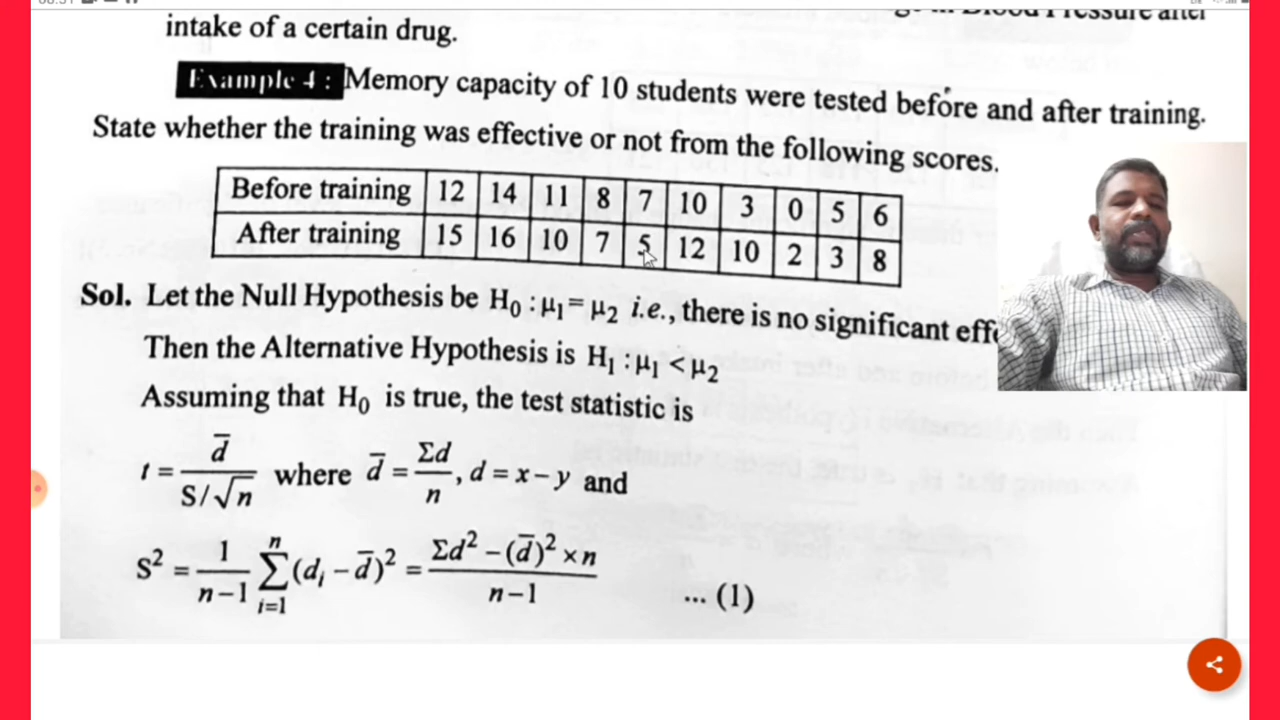 intake of a certain drug.
Example 4 : Memory capacity of 10 students were tested before and after training.
State whether the training was effective or not from the following scores.
Before training 12 14 11 8 7 10 3 0 5 6
After training 15 16 10 7 5 12 10 2 3 8
Sol. Let the Null Hypothesis be H₀ : μ₁ = μ₂ i.e., there is no significant
Then the Alternative Hypothesis is H₁ : μ₁ < μ₂
Assuming that H₀ is true, the test statistic is
t = d̅ / (S/√n) where d̅ = Σd / n , d = x − y and
S² = 1/(n−1) Σᵢ₌₁ⁿ (dᵢ − d̅)² = (Σd² − (d̅)² × n) / (n−1) ... (1)